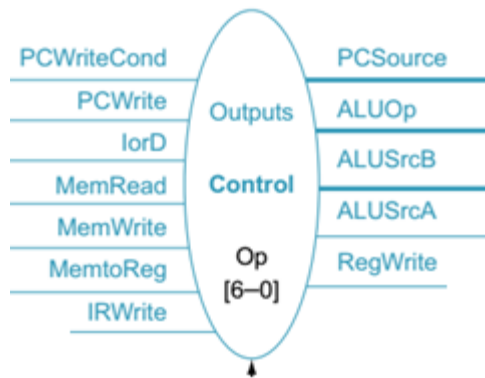 PCWriteCond
PCWrite
IorD
MemRead
MemWrite
MemtoReg
IRWrite
Outputs
Control
Op
[6–0]
PCSource
ALUOp
ALUSrcB
ALUSrcA
RegWrite